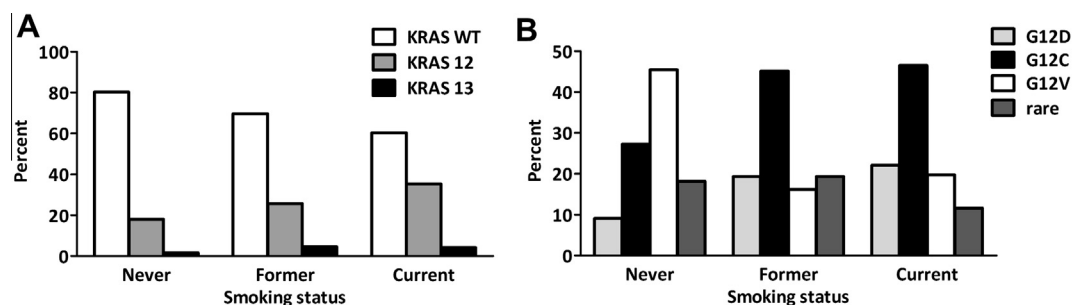 A
KRAS WT
KRAS 12
KRAS 13
100
80
60
40
20
0
Percent
Never Former Current
Smoking status
B
G12D
G12C
G12V
rare
50
40
30
20
10
0
Percent
Never Former Current
Smoking status